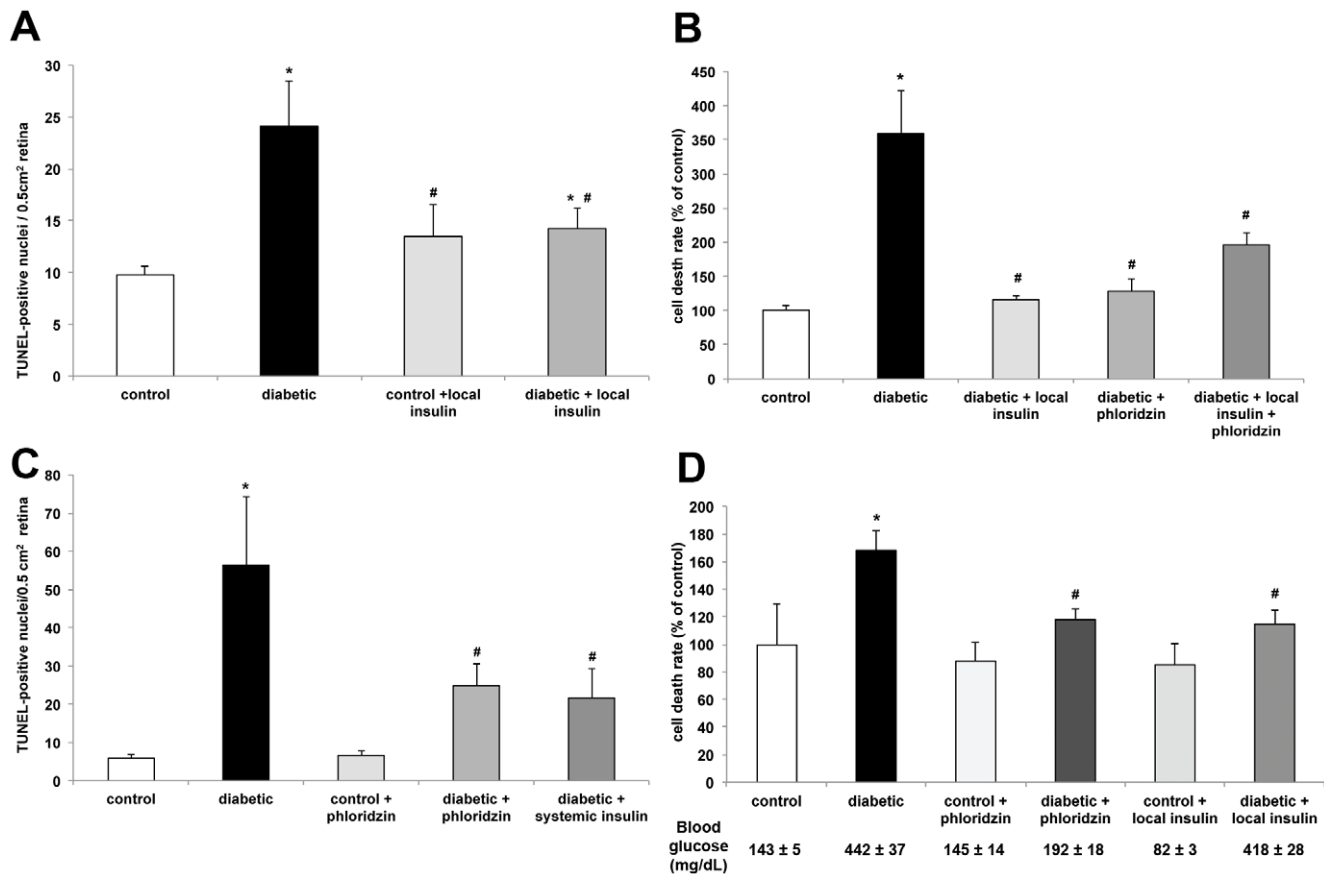 A
TUNEL-positive nuclei / 0.5cm² retina
30
25
20
15
10
5
0
*
#
* #
control
diabetic
control +local
insulin
diabetic + local
insulin
B
cell desth rate (% of control)
450
400
350
300
250
200
150
100
50
0
*
#
#
#
control
diabetic
diabetic + local
insulin
diabetic +
phloridzin
diabetic + local
insulin +
phloridzin
C
TUNEL-positive nuclei/0.5 cm² retina
80
70
60
50
40
30
20
10
0
*
#
#
control
diabetic
control +
phloridzin
diabetic +
phloridzin
diabetic +
systemic insulin
D
cell death rate (% of control)
200
180
160
140
120
100
80
60
40
20
0
*
#
#
control
diabetic
control +
phloridzin
diabetic +
phloridzin
control +
local insulin
diabetic +
local insulin
Blood
glucose
(mg/dL)
143 ± 5
442 ± 37
145 ± 14
192 ± 18
82 ± 3
418 ± 28